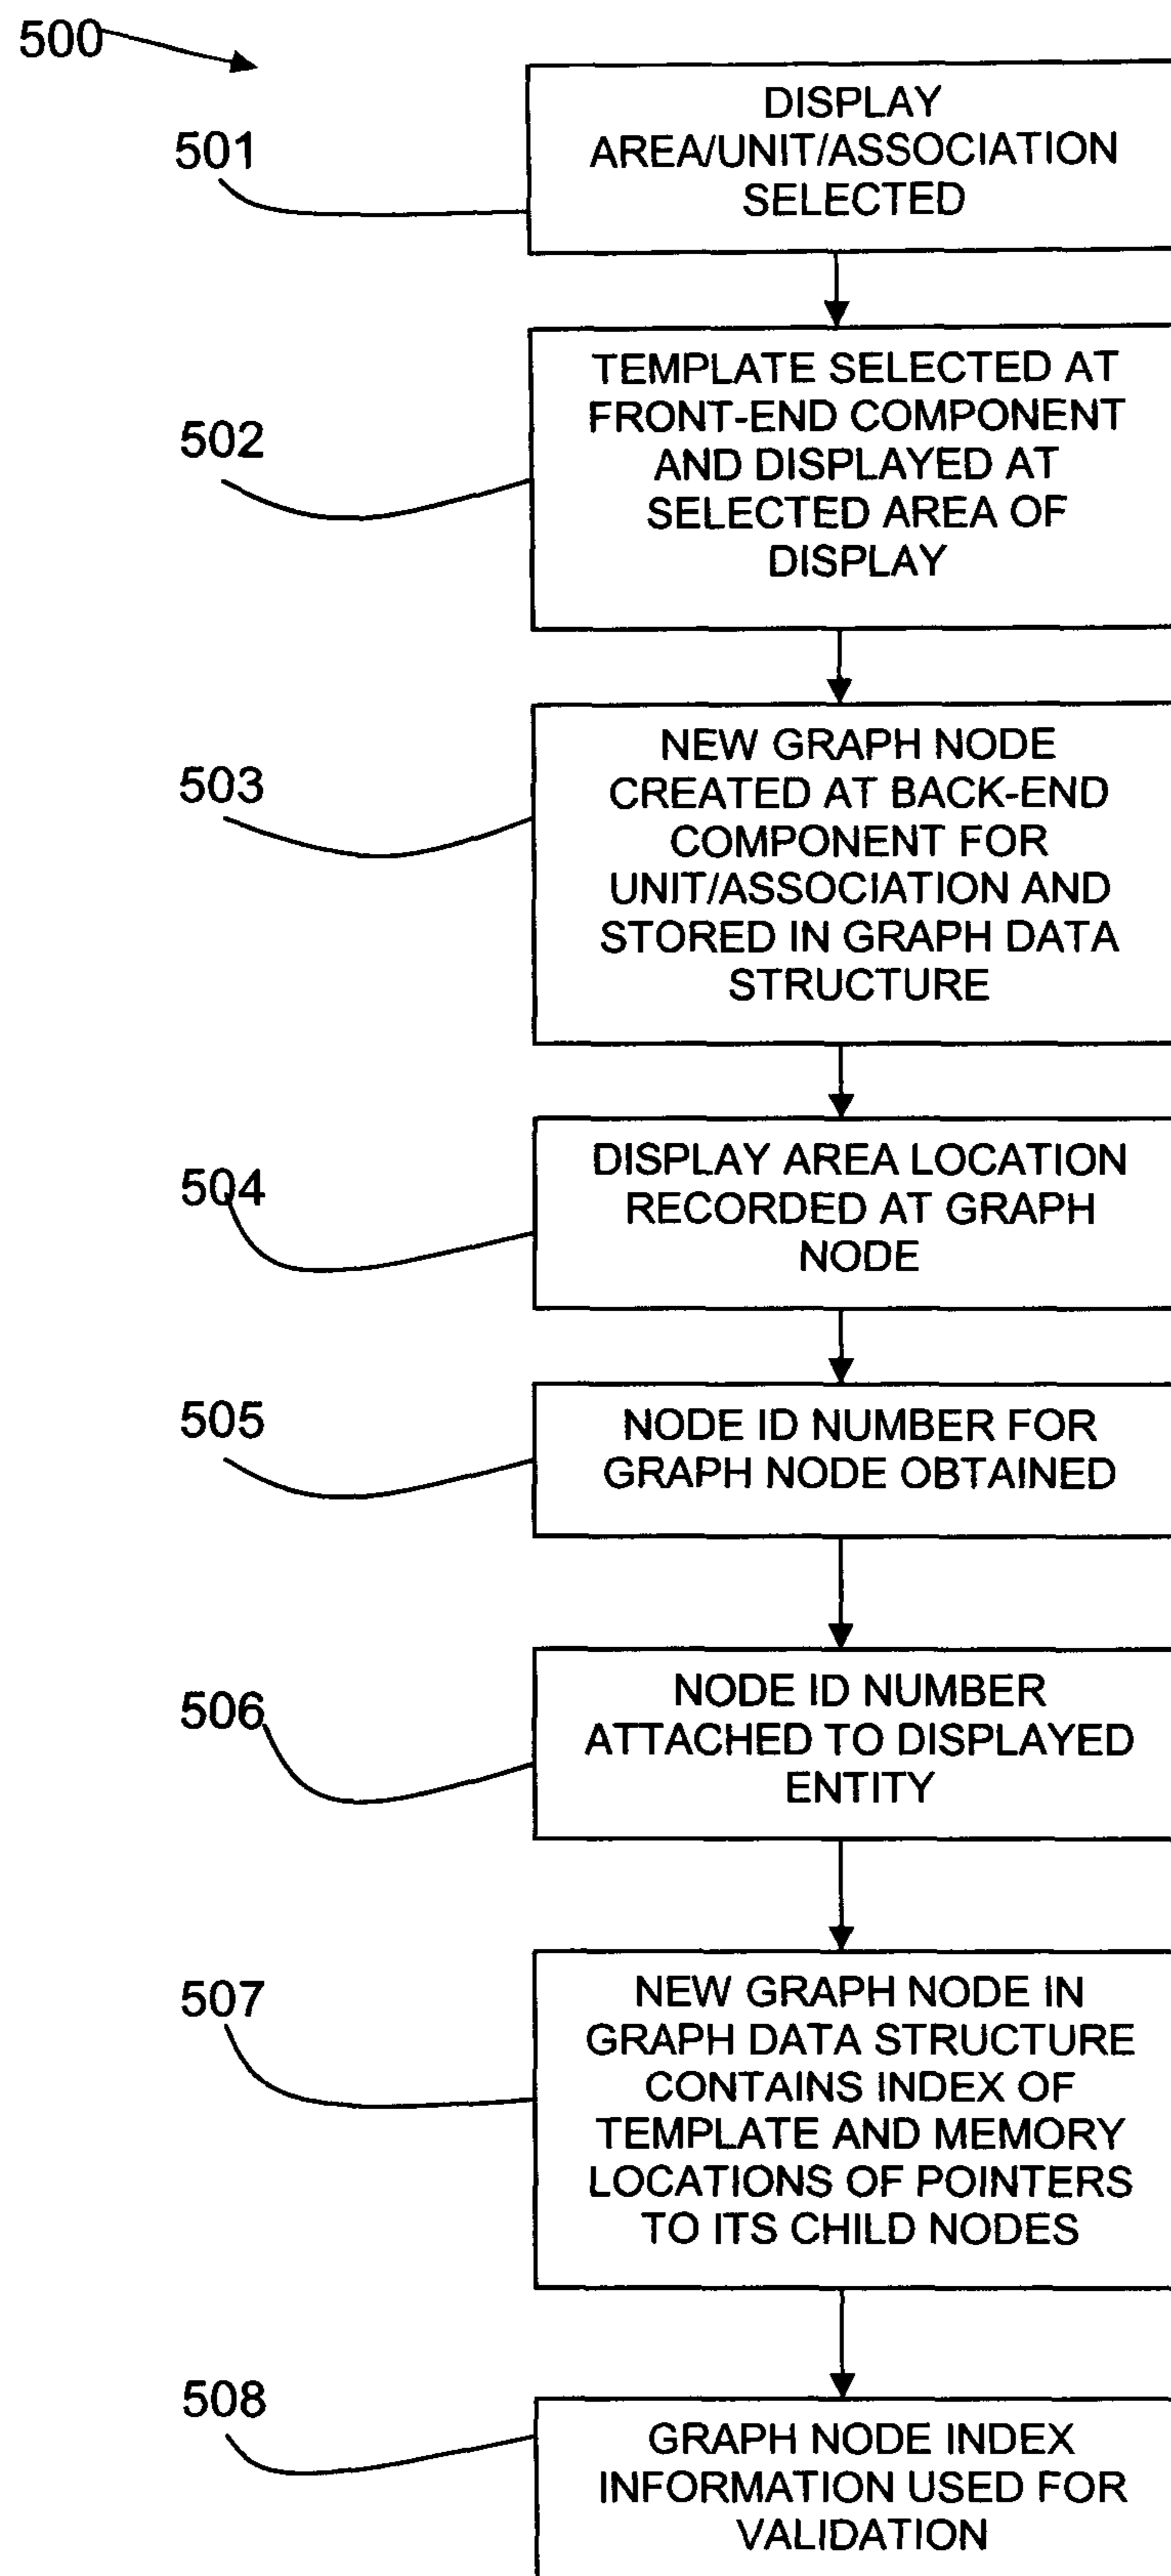 500
501
DISPLAY
AREA/UNIT/ASSOCIATION
SELECTED
502
TEMPLATE SELECTED AT
FRONT-END COMPONENT
AND DISPLAYED AT
SELECTED AREA OF
DISPLAY
503
NEW GRAPH NODE
CREATED AT BACK-END
COMPONENT FOR
UNIT/ASSOCIATION AND
STORED IN GRAPH DATA
STRUCTURE
504
DISPLAY AREA LOCATION
RECORDED AT GRAPH
NODE
505
NODE ID NUMBER FOR
GRAPH NODE OBTAINED
506
NODE ID NUMBER
ATTACHED TO DISPLAYED
ENTITY
507
NEW GRAPH NODE IN
GRAPH DATA STRUCTURE
CONTAINS INDEX OF
TEMPLATE AND MEMORY
LOCATIONS OF POINTERS
TO ITS CHILD NODES
508
GRAPH NODE INDEX
INFORMATION USED FOR
VALIDATION